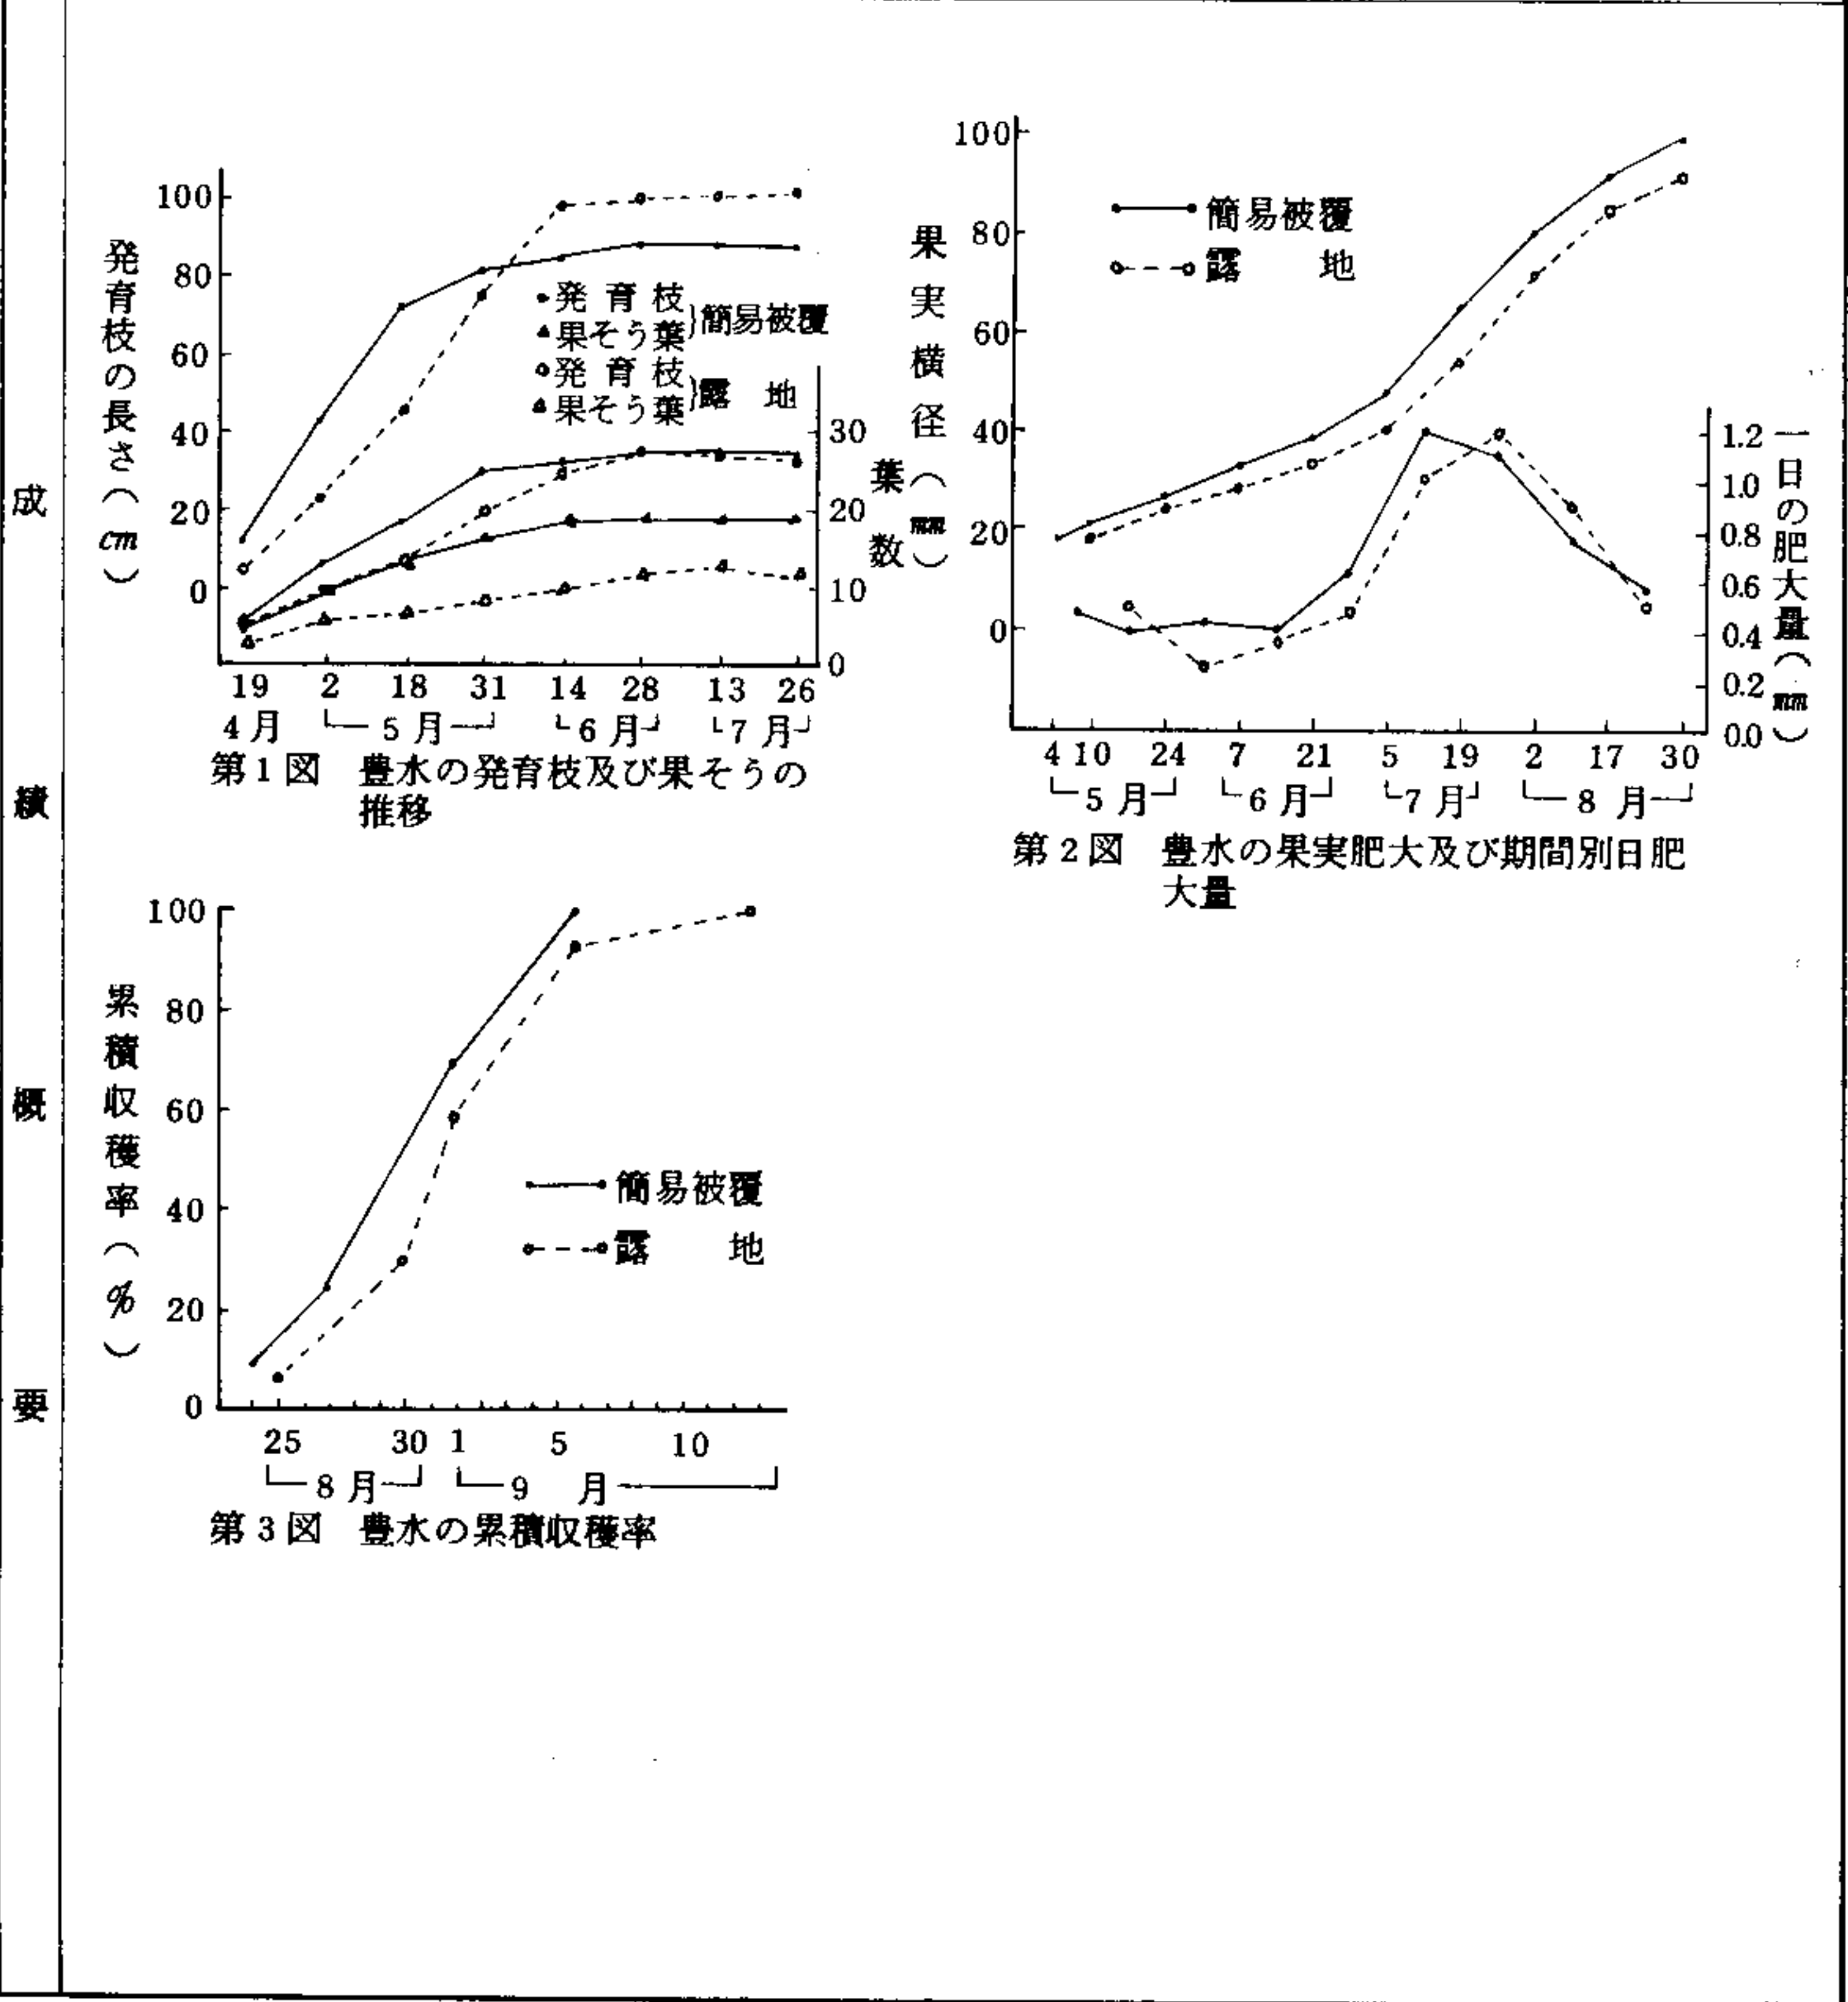 成績概要
100
80
60
40
20
0
発育枝の長さ(cm)
・発育枝
▲果そう葉
}簡易被覆
○発育枝
△果そう葉
}露 地
30
20
10
0
葉数
19 2 18 31 14 28 13 26
4月 5月 6月 7月
第1図 豊水の発育枝及び果そうの
推移
100
80
60
40
20
0
果実横径(㎜)
簡易被覆
露 地
1.2
1.0
0.8
0.6
0.4
0.2
0.0
一日の肥大量(㎜)
4 10 24 7 21 5 19 2 17 30
5月 6月 7月 8月
第2図 豊水の果実肥大及び期間別日肥
大量
100
80
60
40
20
0
累積収穫率(%)
簡易被覆
露 地
25 30 1 5 10
8月 9月
第3図 豊水の累積収穫率